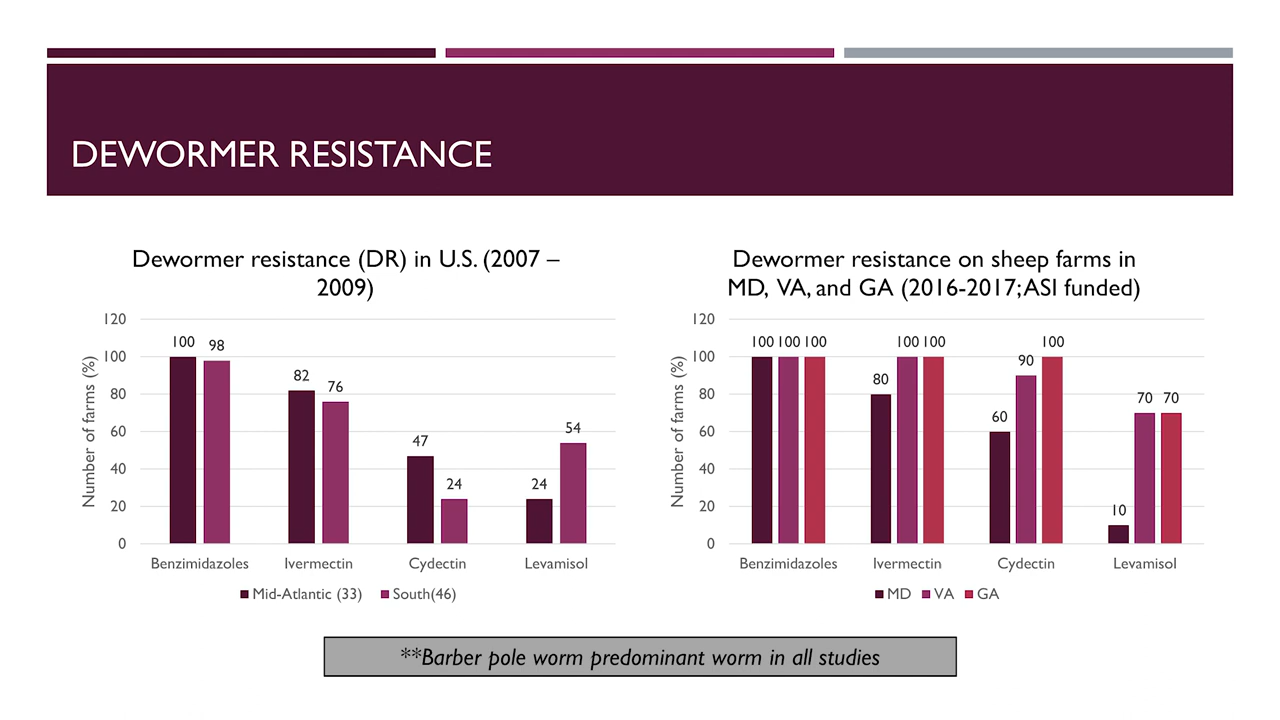 DEWORMER RESISTANCE
Dewormer resistance (DR) in U.S. (2007 –
2009)
Number of farms (%)
120
100
80
60
40
20
0
100 98
82 76
47 24
24 54
Benzimidazoles Ivermectin Cydectin Levamisol
Mid-Atlantic (33) South(46)
Dewormer resistance on sheep farms in
MD, VA, and GA (2016-2017; ASI funded)
Number of farms (%)
120
100
80
60
40
20
0
100 100 100
80 100 100
60 90 100
10 70 70
Benzimidazoles Ivermectin Cydectin Levamisol
MD VA GA
**Barber pole worm predominant worm in all studies